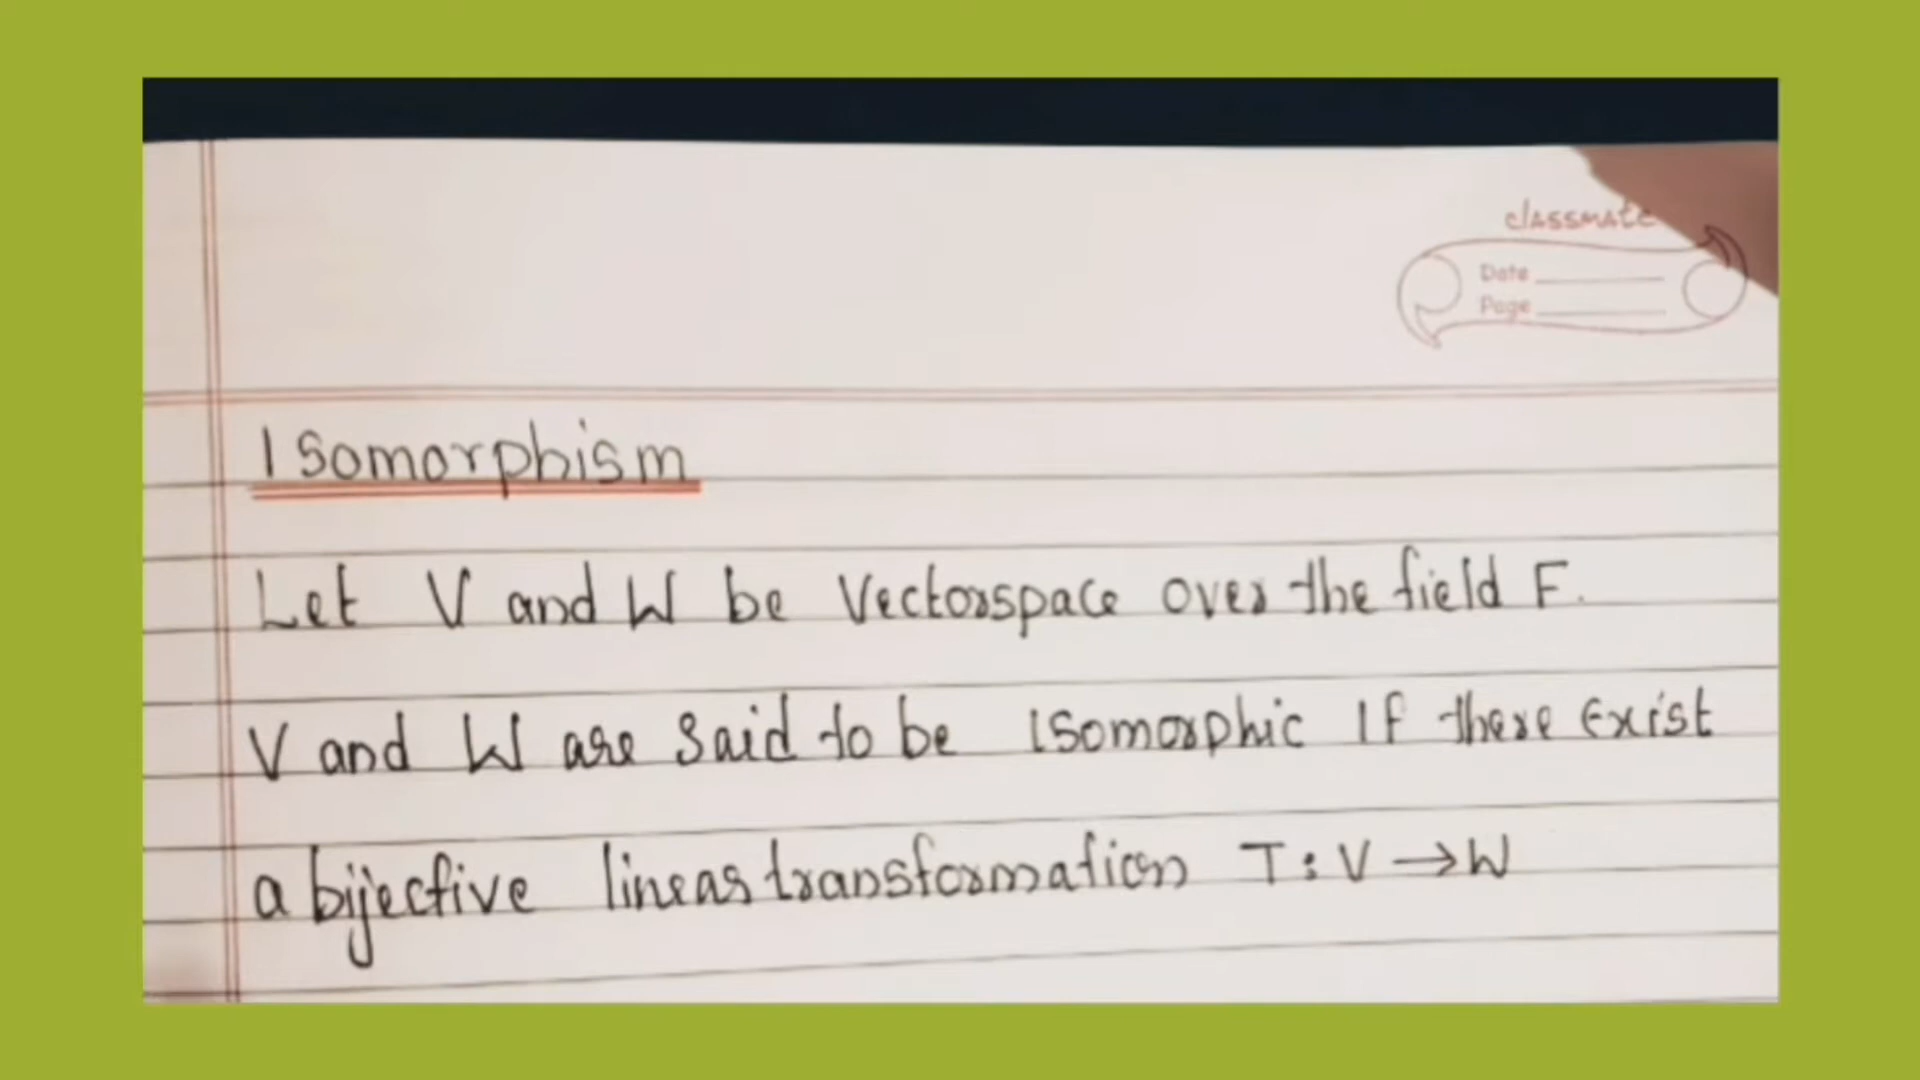 classmate
Date
Page
Isomorphism
Let V and W be Vectorspace over the field F.
V and W are said to be Isomorphic If there Exist
a bijective linear transformation T : V → W